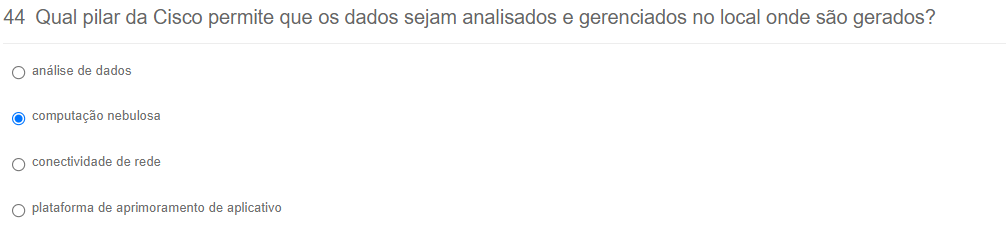 44 Qual pilar da Cisco permite que os dados sejam analisados e gerenciados no local onde são gerados?
análise de dados
computação nebulosa
conectividade de rede
plataforma de aprimoramento de aplicativo